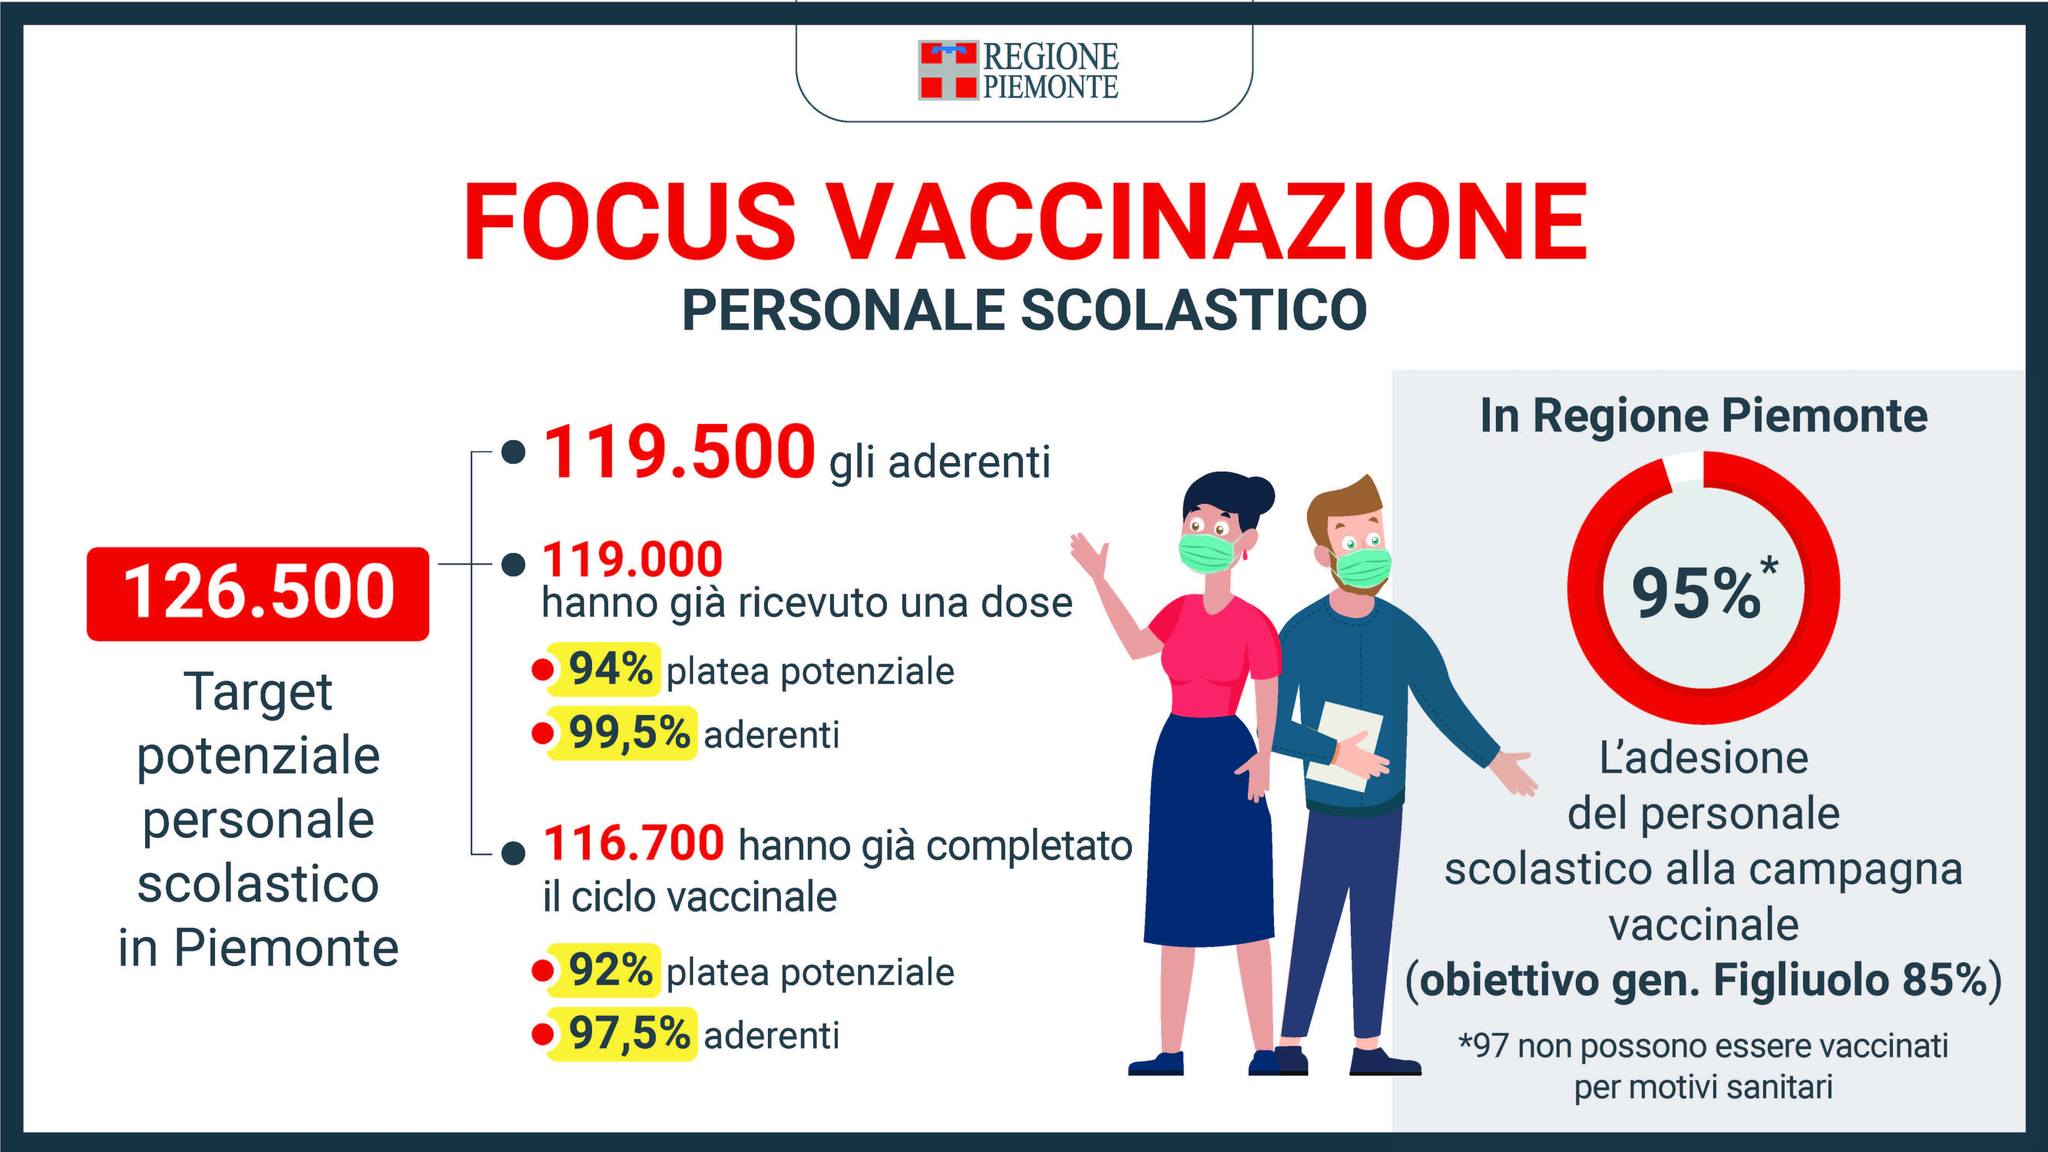 REGIONE
PIEMONTE
FOCUS VACCINAZIONE
PERSONALE SCOLASTICO
126.500
Target
potenziale
personale
scolastico
in Piemonte
119.500 gli aderenti
119.000
hanno già ricevuto una dose
94% platea potenziale
99,5% aderenti
116.700 hanno già completato
il ciclo vaccinale
92% platea potenziale
97,5% aderenti
In Regione Piemonte
95%*
L’adesione
del personale
scolastico alla campagna
vaccinale
(obiettivo gen. Figliuolo 85%)
*97 non possono essere vaccinati
per motivi sanitari